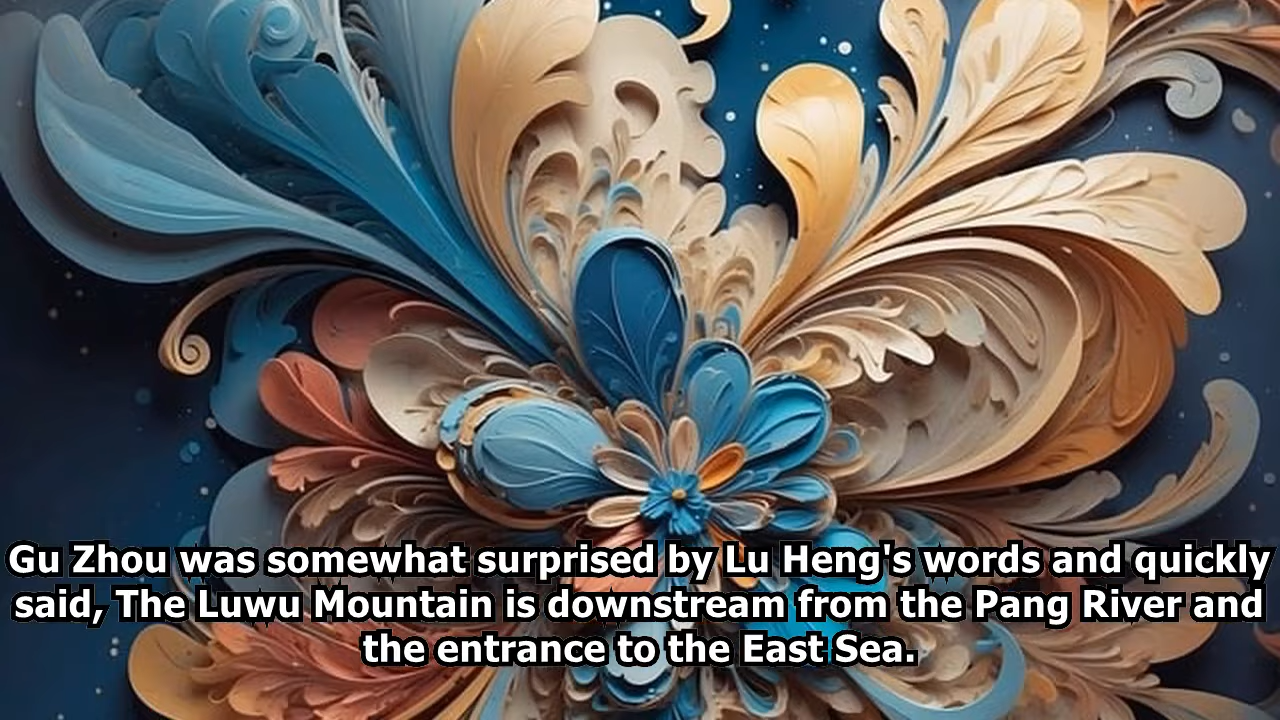 Gu Zhou was somewhat surprised by Lu Heng's words and quickly
said, The Luwu Mountain is downstream from the Pang River and
the entrance to the East Sea.